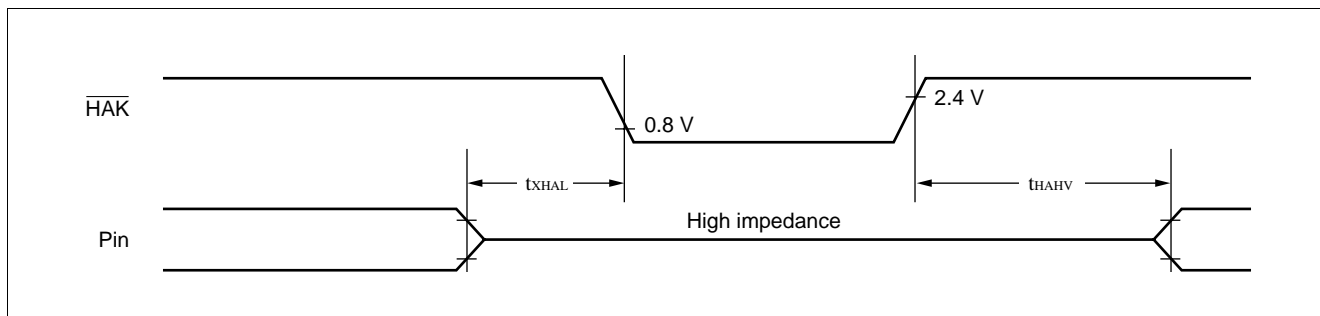 HAK
0.8 V
2.4 V
tXHAL
tHAHV
Pin
High impedance